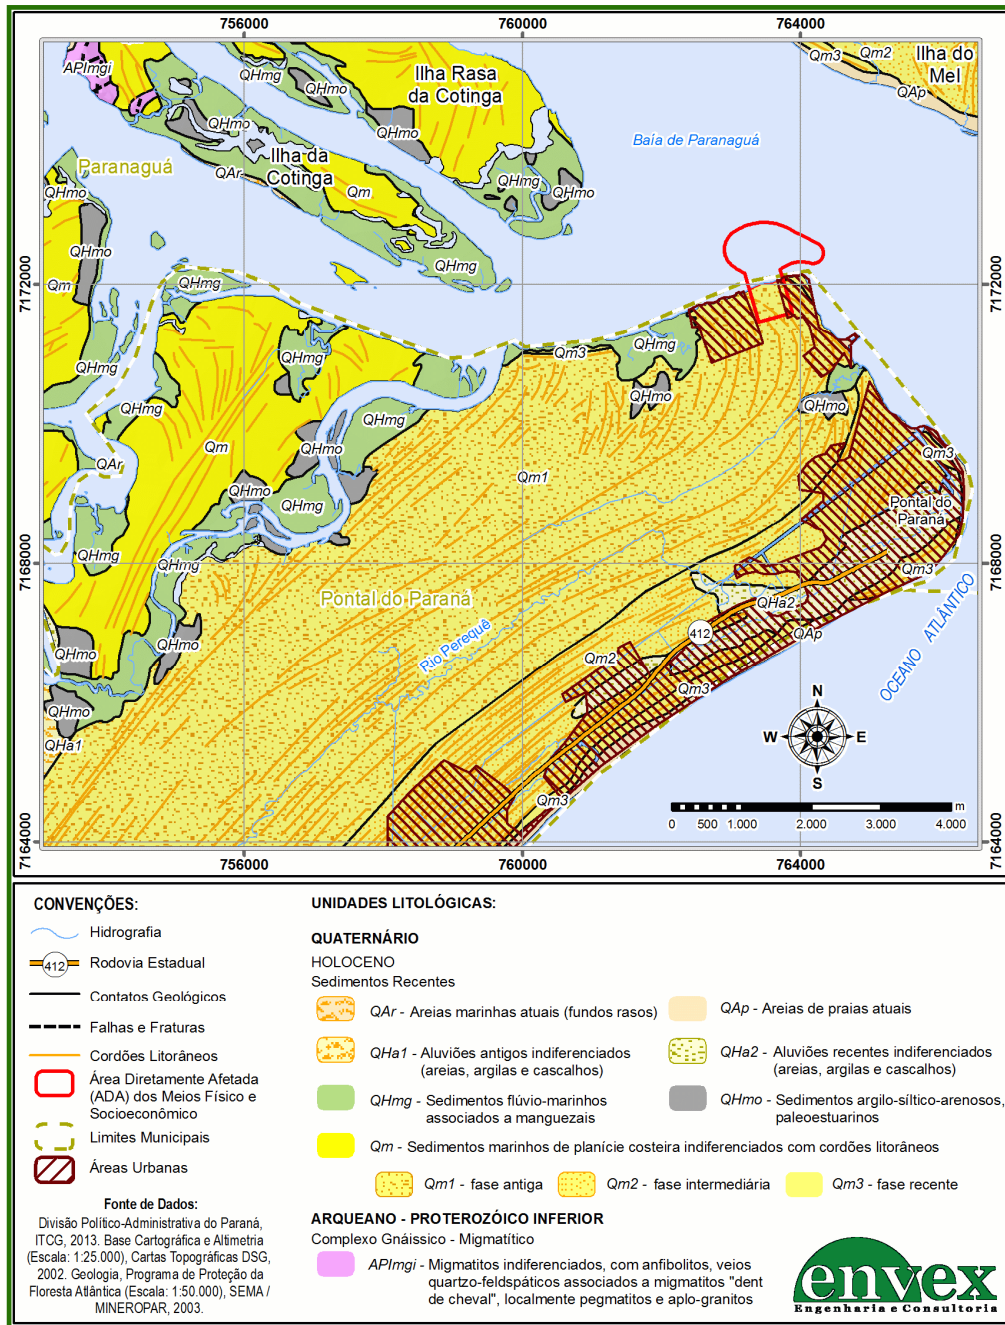 756000
760000
764000
APImgi
QHmg
QHmo
Ilha Rasa
da Cotinga
Qm3
Qm2
Ilha do
Mel
QAp
QHmo
QHmo
Baía de Paranaguá
Paranaguá
Ilha da
Cotinga
QAr
Qm
QHmg
QHmo
QHmo
QHmo
Qm
QHmg
QHmg
7172000
7172000
QHmg
QHmg
Qm3
QHmg
QHmo
QHmo
QHmg
QHmg
Qm
QHmo
QAr
Qm1
Qm3
QHmo
QHmg
Pontal do
Paraná
QHmg
QHmg
Qm3
7168000
7168000
Pontal do Paraná
QHa2
412
QAp
OCEANO ATLÂNTICO
Rio Perequê
QHmo
QHmo
Qm2
Qm3
QHmo
QHa1
N
W
E
S
Qm3
m
0
500
1.000
2.000
3.000
4.000
7164000
7164000
756000
760000
764000
CONVENÇÕES:
Hidrografia
412
Rodovia Estadual
Contatos Geológicos
Falhas e Fraturas
Cordões Litorâneos
Área Diretamente Afetada
(ADA) dos Meios Físico e
Socioeconômico
Limites Municipais
Áreas Urbanas
Fonte de Dados:
Divisão Político-Administrativa do Paraná,
ITCG, 2013. Base Cartográfica e Altimetria
(Escala: 1:25.000), Cartas Topográficas DSG,
2002. Geologia, Programa de Proteção da
Floresta Atlântica (Escala: 1:50.000), SEMA /
MINEROPAR, 2003.
UNIDADES LITOLÓGICAS:
QUATERNÁRIO
HOLOCENO
Sedimentos Recentes
QAr - Areias marinhas atuais (fundos rasos)
QAp - Areias de praias atuais
QHa1 - Aluviões antigos indiferenciados
(areias, argilas e cascalhos)
QHa2 - Aluviões recentes indiferenciados
(areias, argilas e cascalhos)
QHmg - Sedimentos flúvio-marinhos
associados a manguezais
QHmo - Sedimentos argilo-síltico-arenosos,
paleoestuarinos
Qm - Sedimentos marinhos de planície costeira indiferenciados com cordões litorâneos
Qm1 - fase antiga
Qm2 - fase intermediária
Qm3 - fase recente
ARQUEANO - PROTEROZÓICO INFERIOR
Complexo Gnáissico - Migmatítico
APImgi - Migmatitos indiferenciados, com anfibolitos, veios
quartzo-feldspáticos associados a migmatitos "dent
de cheval", localmente pegmatitos e aplo-granitos
envex
Engenharia e Consultoria